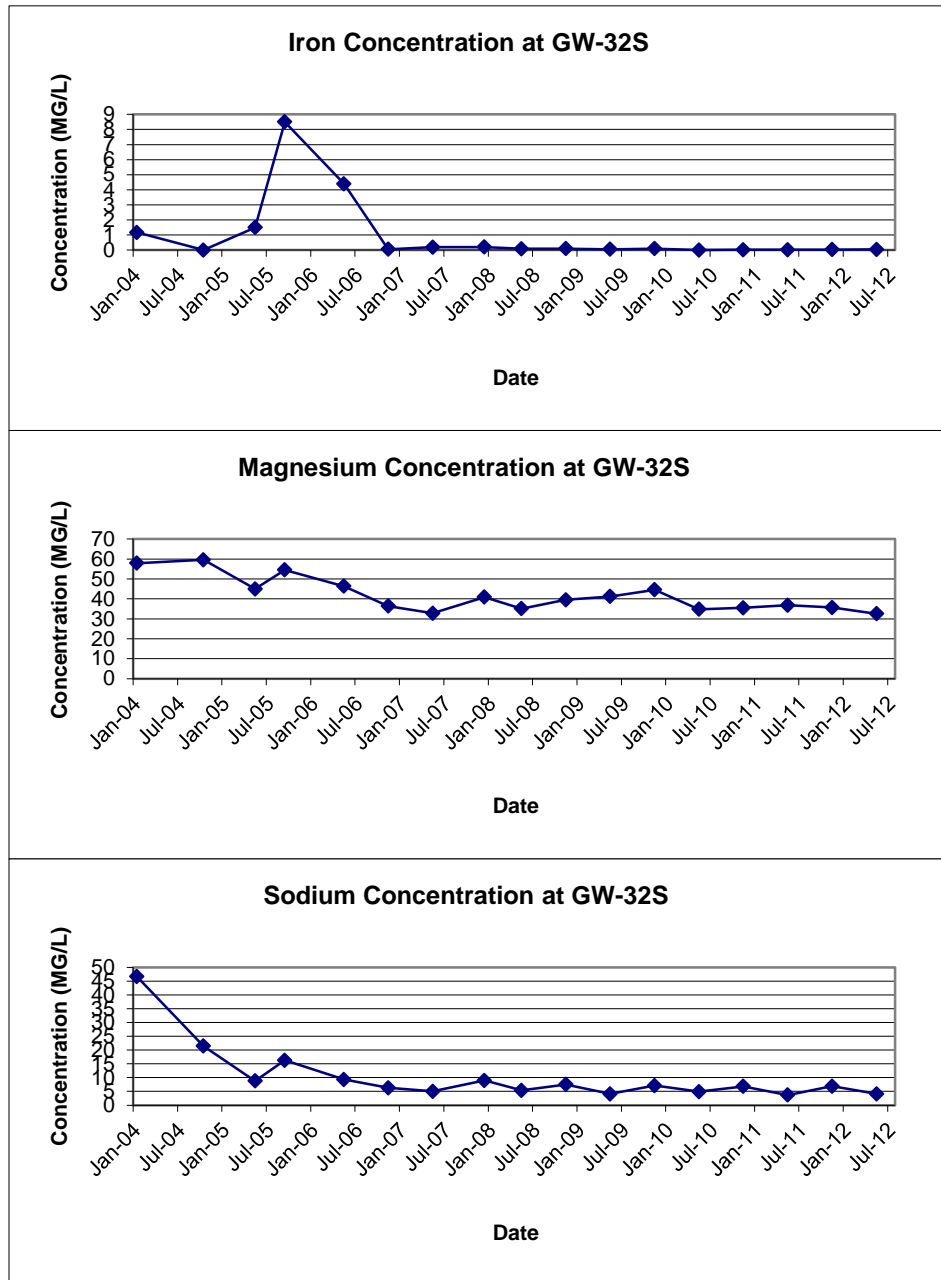 Iron Concentration at GW-32S
Concentration (MG/L)
9
8
7
6
5
4
3
2
1
0
Jan-04
Jul-04
Jan-05
Jul-05
Jan-06
Jul-06
Jan-07
Jul-07
Jan-08
Jul-08
Jan-09
Jul-09
Jan-10
Jul-10
Jan-11
Jul-11
Jan-12
Jul-12
Date
Magnesium Concentration at GW-32S
Concentration (MG/L)
70
60
50
40
30
20
10
0
Jan-04
Jul-04
Jan-05
Jul-05
Jan-06
Jul-06
Jan-07
Jul-07
Jan-08
Jul-08
Jan-09
Jul-09
Jan-10
Jul-10
Jan-11
Jul-11
Jan-12
Jul-12
Date
Sodium Concentration at GW-32S
Concentration (MG/L)
50
45
40
35
30
25
20
15
10
5
0
Jan-04
Jul-04
Jan-05
Jul-05
Jan-06
Jul-06
Jan-07
Jul-07
Jan-08
Jul-08
Jan-09
Jul-09
Jan-10
Jul-10
Jan-11
Jul-11
Jan-12
Jul-12
Date